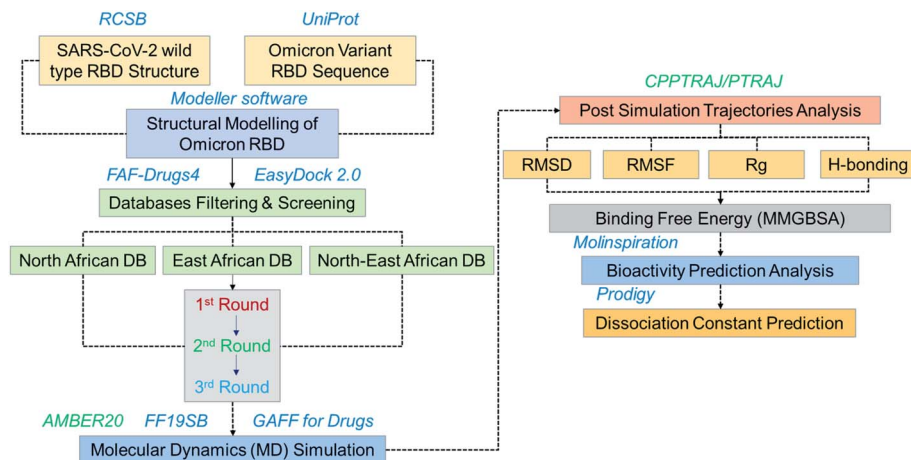 RCSB
UniProt
SARS-CoV-2 wild
type RBD Structure
Omicron Variant
RBD Sequence
Modeller software
Structural Modelling of
Omicron RBD
FAF-Drugs4
EasyDock 2.0
Databases Filtering & Screening
North African DB
East African DB
North-East African DB
1st Round
2nd Round
3rd Round
AMBER20
FF19SB
GAFF for Drugs
Molecular Dynamics (MD) Simulation
CPPTRAJ/PTRAJ
Post Simulation Trajectories Analysis
RMSD
RMSF
Rg
H-bonding
Binding Free Energy (MMGBSA)
Molinspiration
Bioactivity Prediction Analysis
Prodigy
Dissociation Constant Prediction